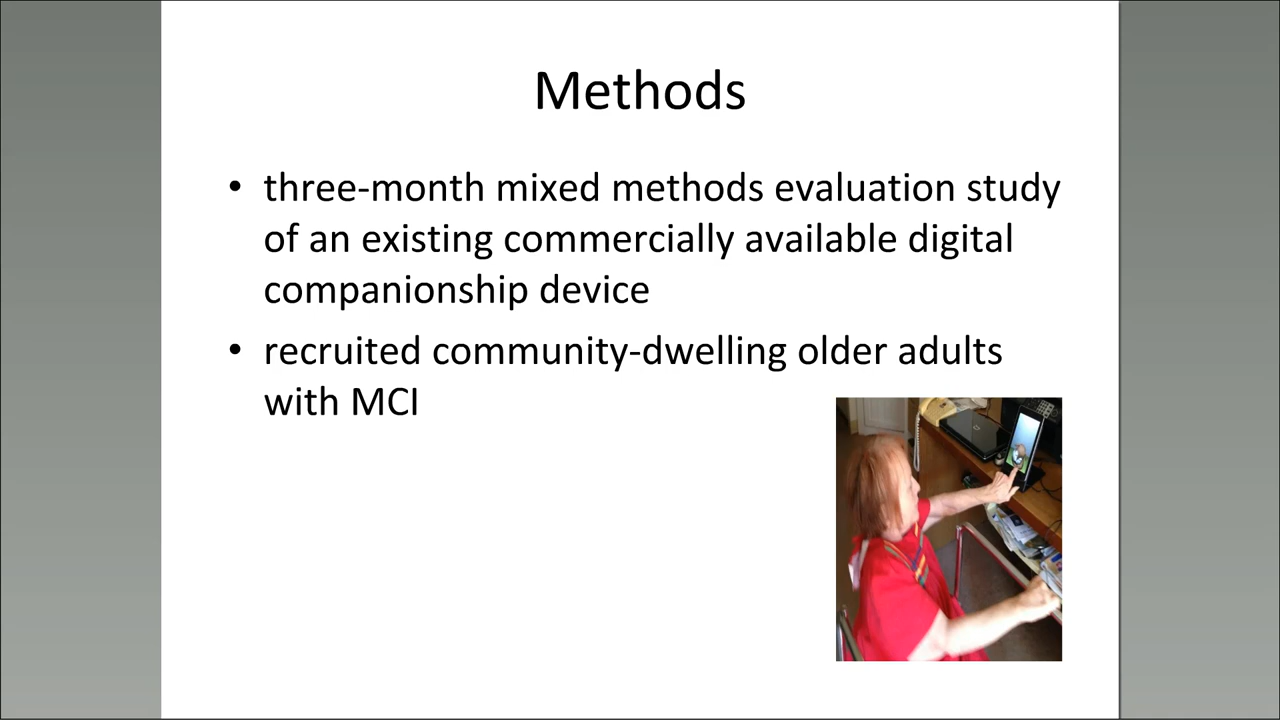 Methods
• three-month mixed methods evaluation study
of an existing commercially available digital
companionship device
• recruited community-dwelling older adults
with MCI